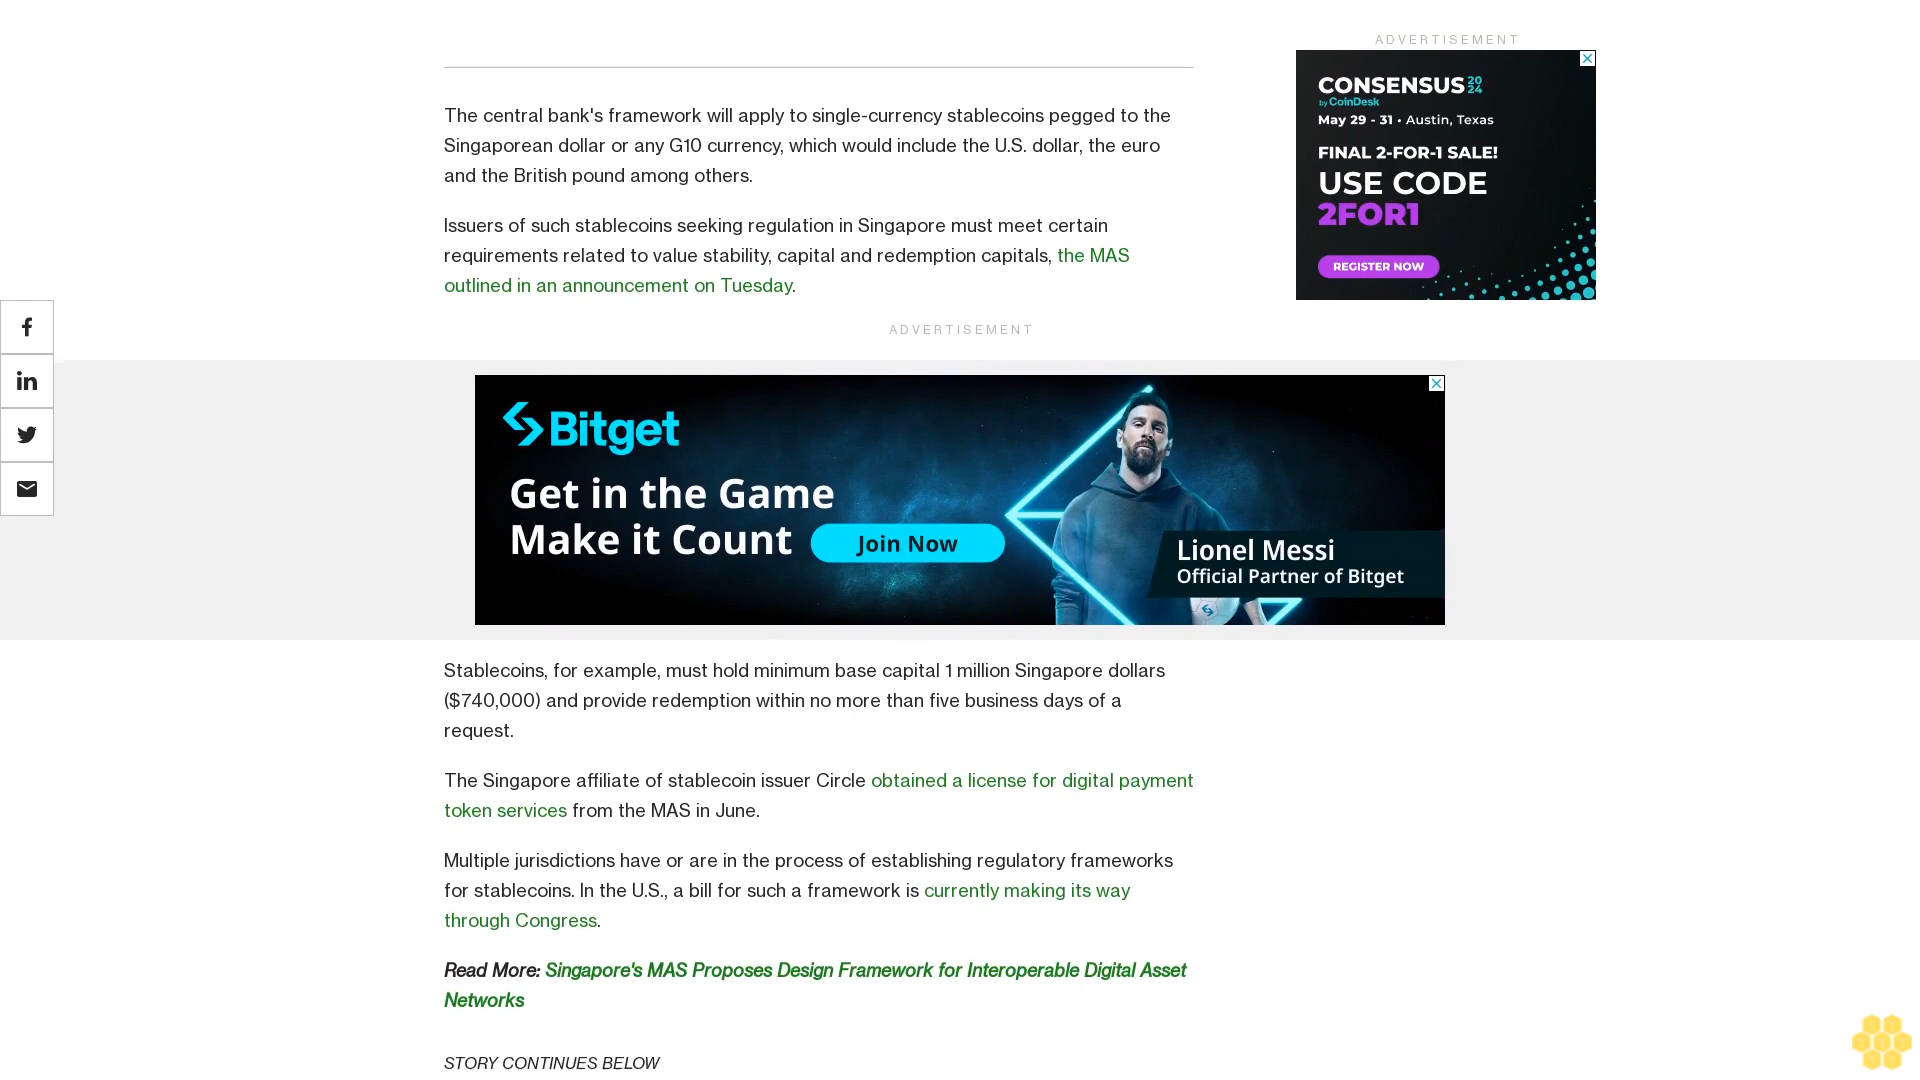 ADVERTISEMENT
CONSENSUS 2024
by CoinDesk
May 29 - 31 • Austin, Texas
FINAL 2-FOR-1 SALE!
USE CODE
2FOR1
REGISTER NOW
The central bank's framework will apply to single-currency stablecoins pegged to the
Singaporean dollar or any G10 currency, which would include the U.S. dollar, the euro
and the British pound among others.
Issuers of such stablecoins seeking regulation in Singapore must meet certain
requirements related to value stability, capital and redemption capitals, the MAS
outlined in an announcement on Tuesday.
ADVERTISEMENT
Bitget
Get in the Game
Make it Count
Join Now
Lionel Messi
Official Partner of Bitget
Stablecoins, for example, must hold minimum base capital 1 million Singapore dollars
($740,000) and provide redemption within no more than five business days of a
request.
The Singapore affiliate of stablecoin issuer Circle obtained a license for digital payment
token services from the MAS in June.
Multiple jurisdictions have or are in the process of establishing regulatory frameworks
for stablecoins. In the U.S., a bill for such a framework is currently making its way
through Congress.
Read More: Singapore's MAS Proposes Design Framework for Interoperable Digital Asset
Networks
STORY CONTINUES BELOW